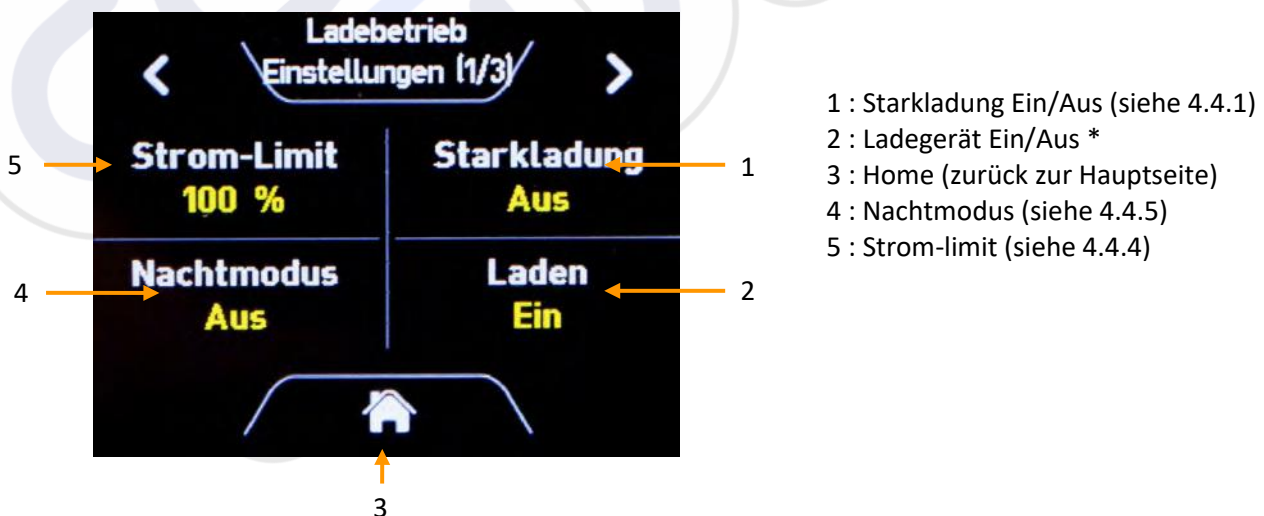 Ladebetrieb
Einstellungen (1/3)
Strom-Limit
100 %
Starkladung
Aus
Nachtmodus
Aus
Laden
Ein
5
1
4
2
3
1 : Starkladung Ein/Aus (siehe 4.4.1)
2 : Ladegerät Ein/Aus *
3 : Home (zurück zur Hauptseite)
4 : Nachtmodus (siehe 4.4.5)
5 : Strom-limit (siehe 4.4.4)